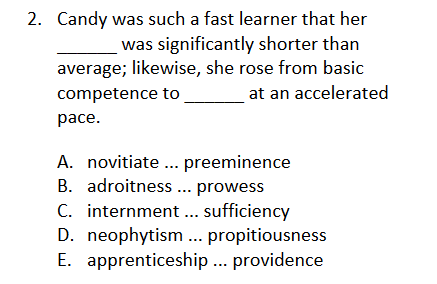 2. Candy was such a fast learner that her
______ was significantly shorter than
average; likewise, she rose from basic
competence to ______ at an accelerated
pace.
A. novitiate ... preeminence
B. adroitness ... prowess
C. internment ... sufficiency
D. neophytism ... propitiousness
E. apprenticeship ... providence